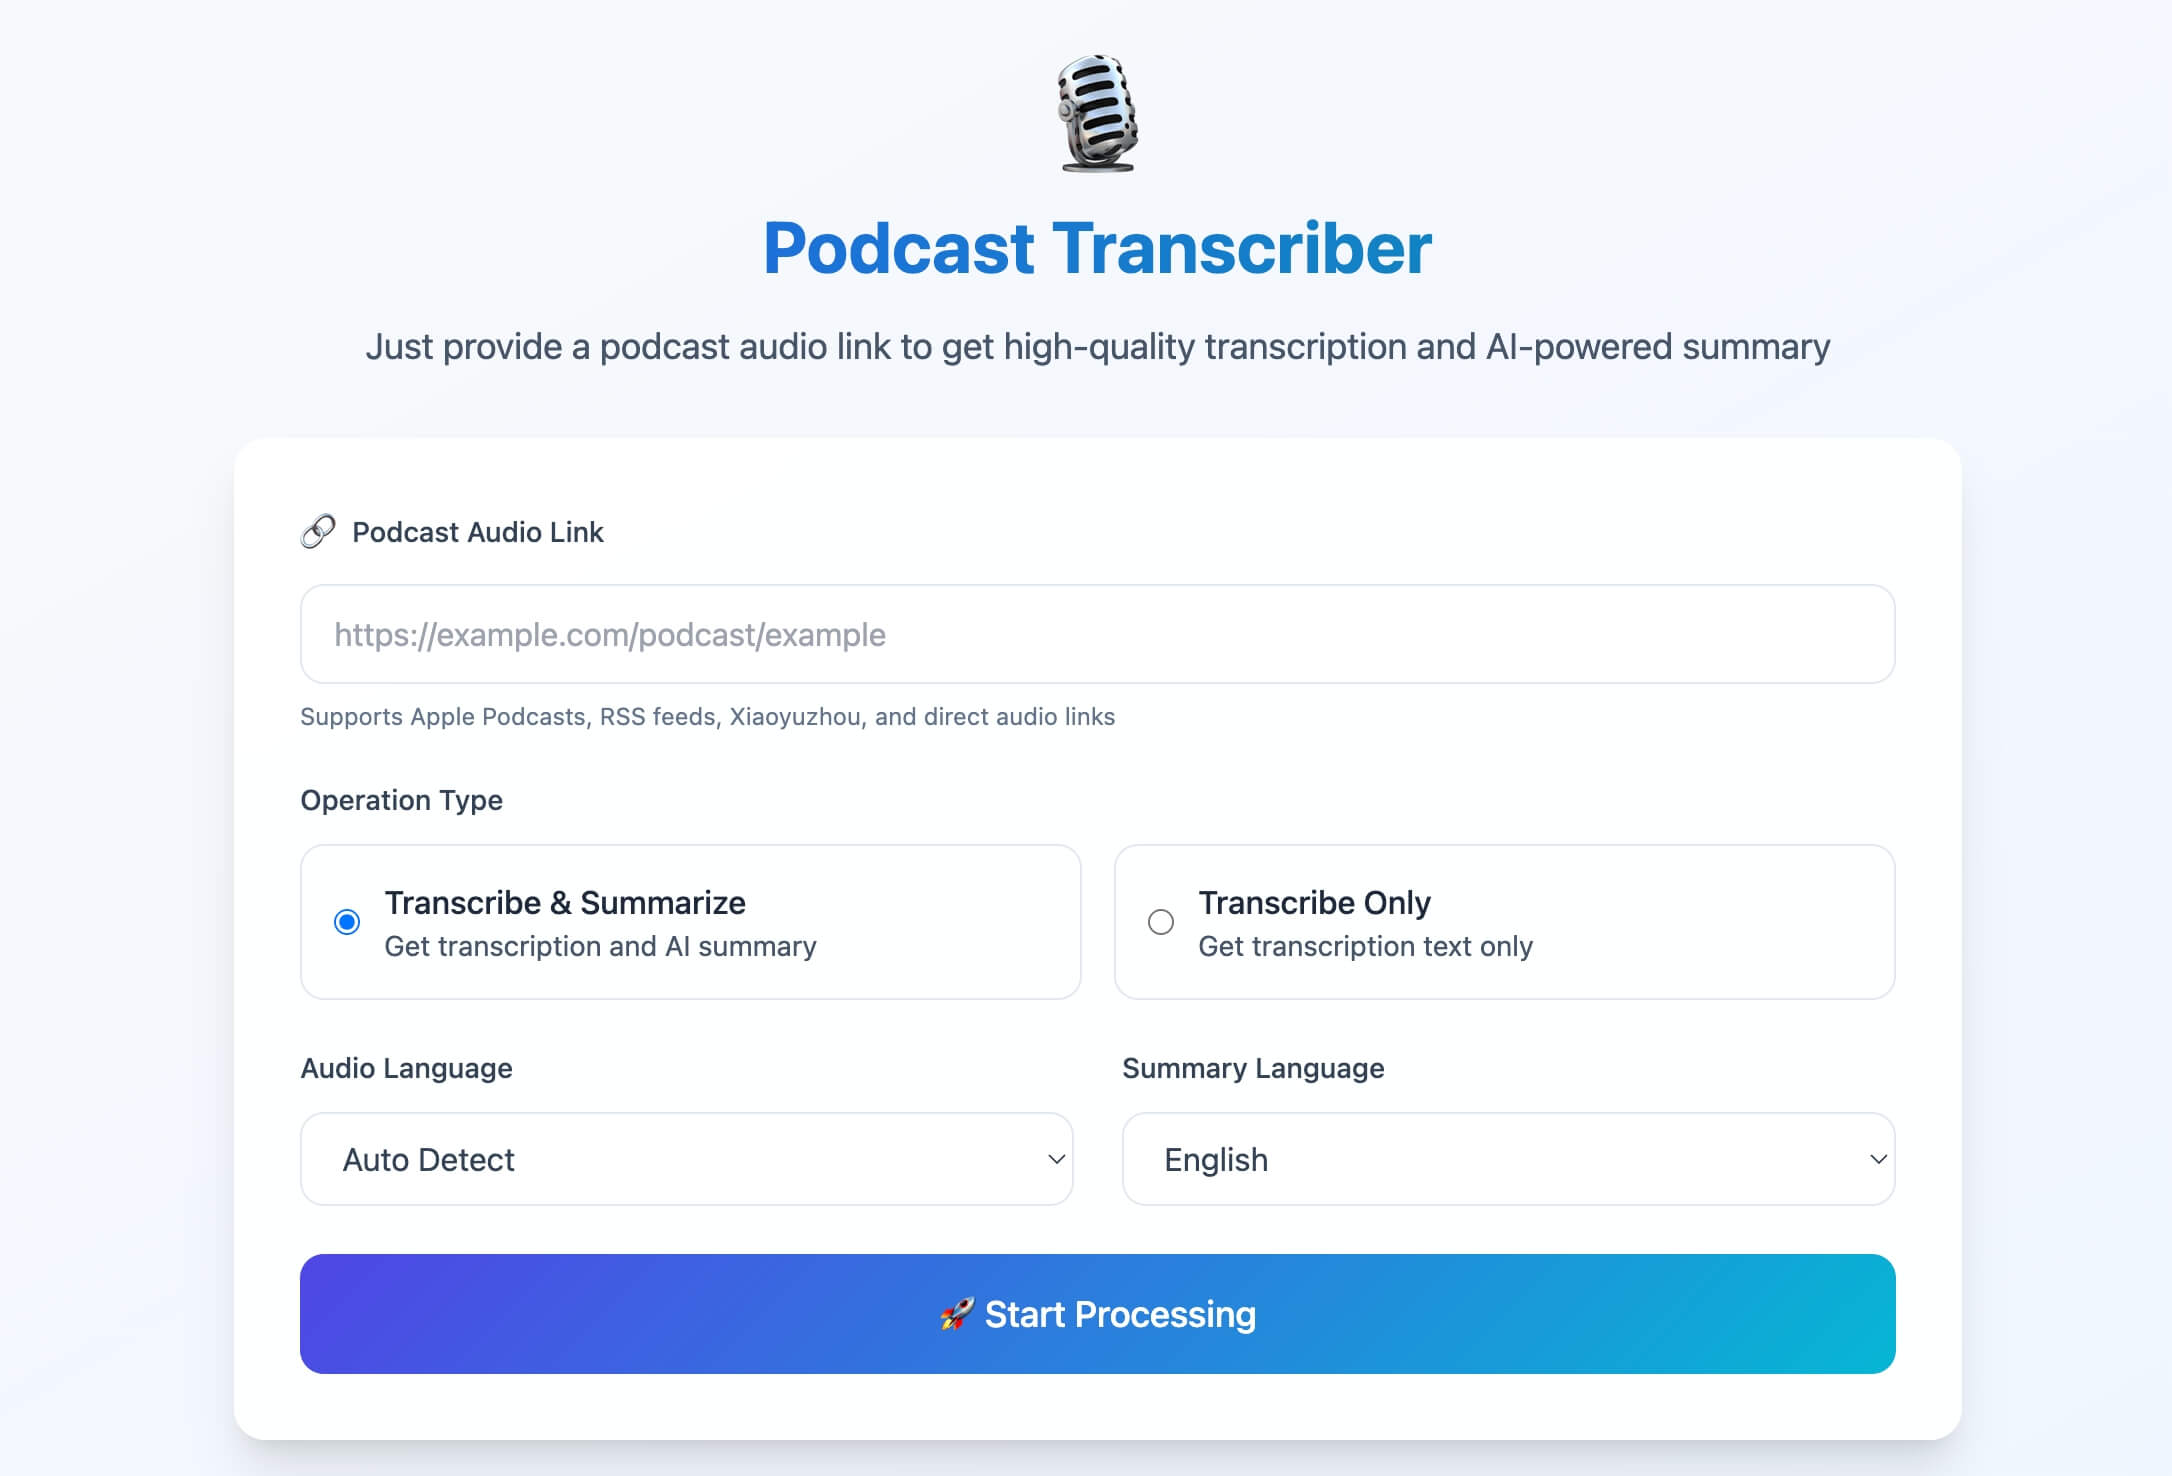 Podcast Transcriber
Just provide a podcast audio link to get high-quality transcription and AI-powered summary
Podcast Audio Link
https://example.com/podcast/example
Supports Apple Podcasts, RSS feeds, Xiaoyuzhou, and direct audio links
Operation Type
Transcribe & Summarize
Get transcription and AI summary
Transcribe Only
Get transcription text only
Audio Language
Auto Detect
Summary Language
English
🚀 Start Processing